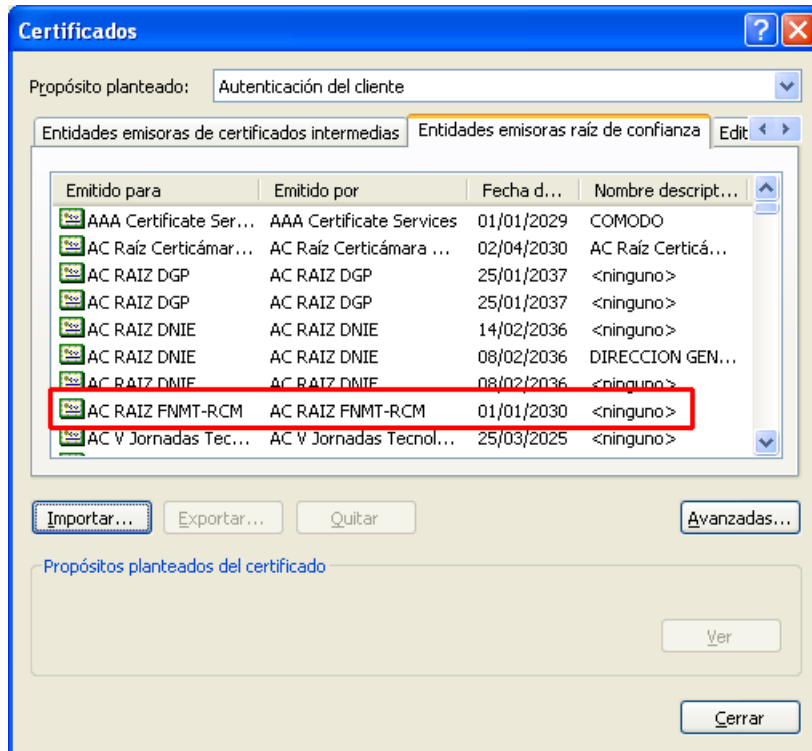 Certificados
Propósito planteado: Autenticación del cliente
Entidades emisoras de certificados intermedias Entidades emisoras raíz de confianza Edit
Emitido para Emitido por Fecha d... Nombre descript...
AAA Certificate Ser... AAA Certificate Services 01/01/2029 COMODO
AC Raíz Certicámar... AC Raíz Certicámara ... 02/04/2030 AC Raíz Certicá...
AC RAIZ DGP AC RAIZ DGP 25/01/2037 <ninguno>
AC RAIZ DGP AC RAIZ DGP 25/01/2037 <ninguno>
AC RAIZ DNIE AC RAIZ DNIE 14/02/2036 <ninguno>
AC RAIZ DNIE AC RAIZ DNIE 08/02/2036 DIRECCION GEN...
AC RAIZ DNIE AC RAIZ DNIE 08/02/2036 <ninguno>
AC RAIZ FNMT-RCM AC RAIZ FNMT-RCM 01/01/2030 <ninguno>
AC V Jornadas Tec... AC V Jornadas Tecnol... 25/03/2025 <ninguno>
Importar... Exportar... Quitar Avanzadas...
Propósitos planteados del certificado
Ver
Cerrar